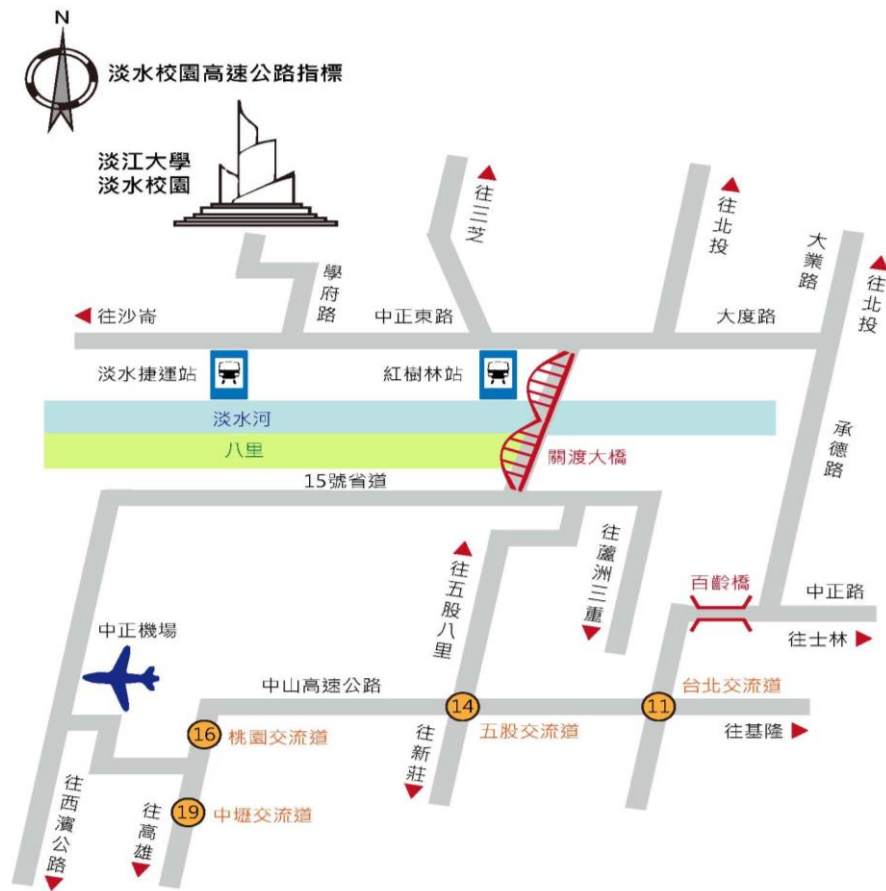 N
淡水校園高速公路指標
淡江大學
淡水校園
往三芝
往北投
大業路
往北投
學府路
往沙崙
中正東路
大度路
淡水捷運站
紅樹林站
淡水河
八里
關渡大橋
承德路
15號省道
往五股八里
往蘆洲三重
百齡橋
中正路
往士林
中正機場
中山高速公路
台北交流道
14
11
16
桃園交流道
五股交流道
往基隆
往新莊
19
中壢交流道
往高雄
往西濱公路